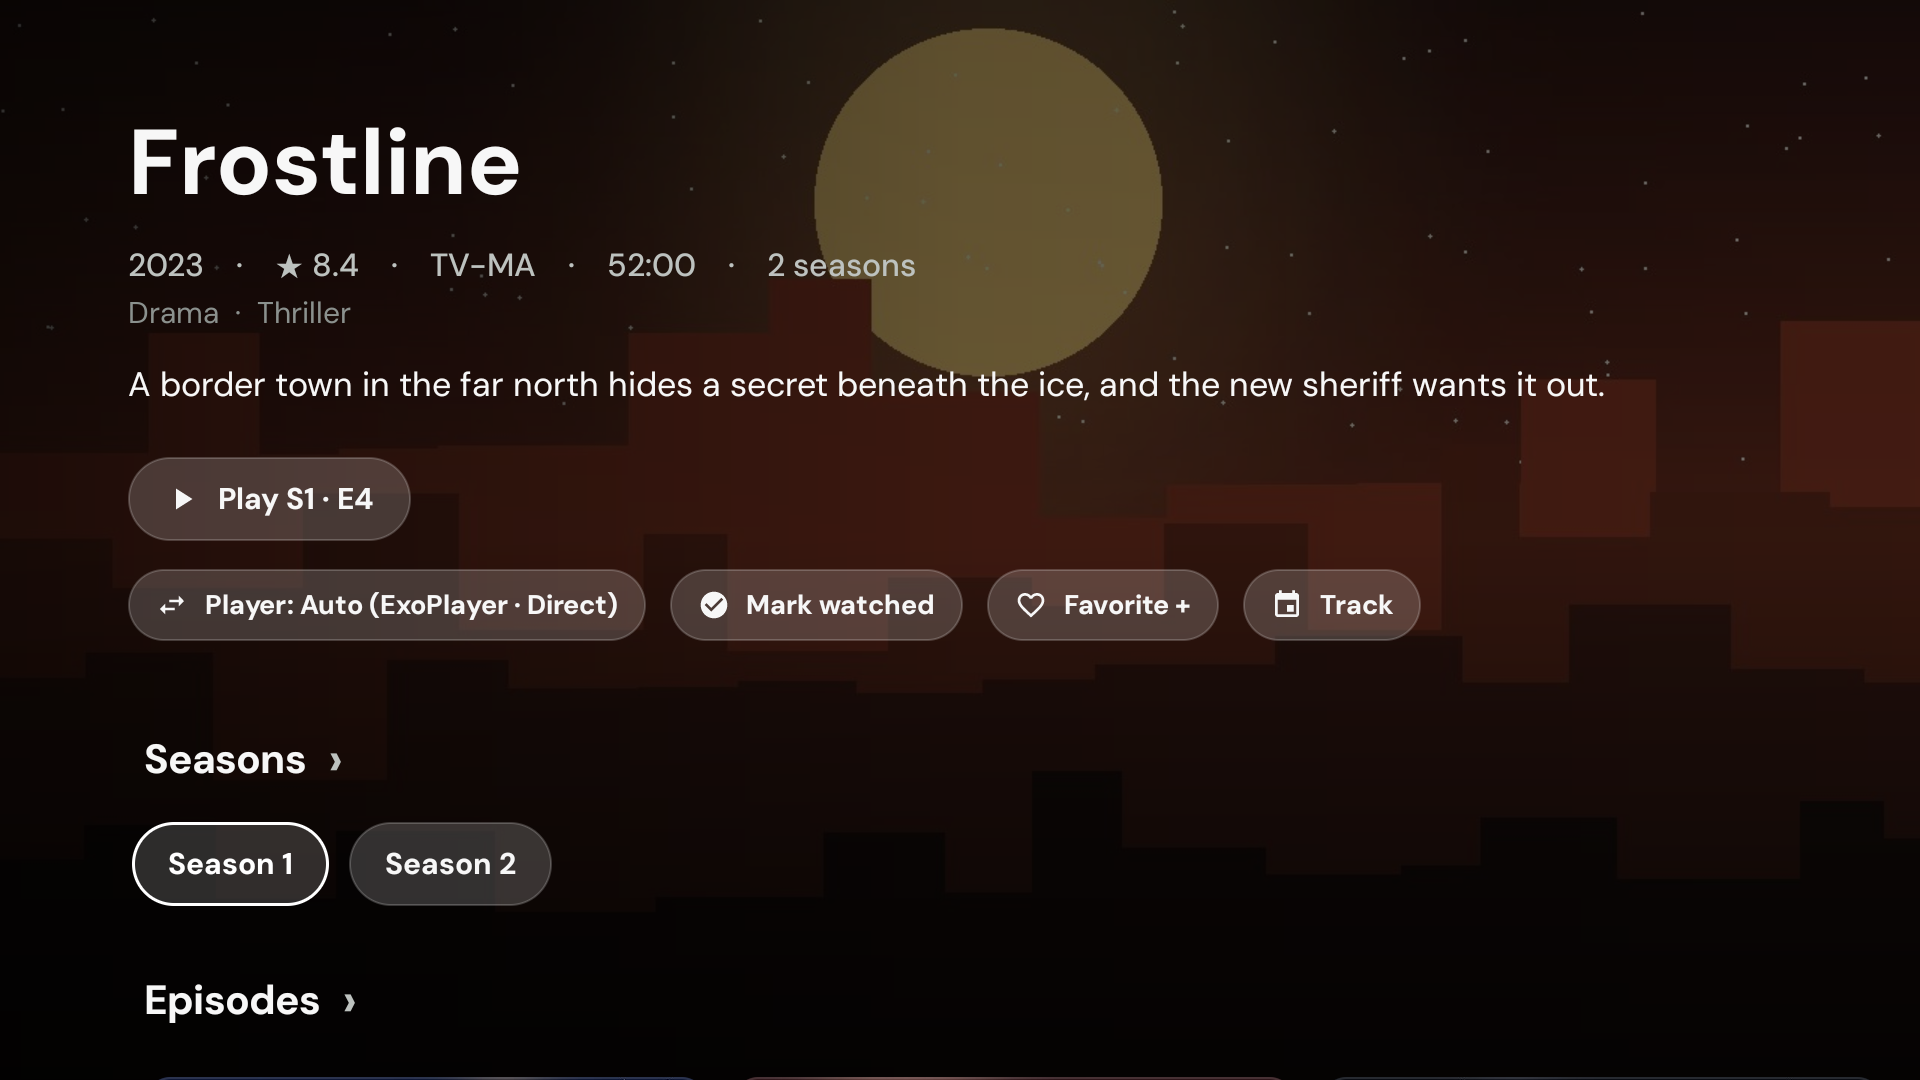 Frostline
2023 · ★ 8.4 · TV-MA · 52:00 · 2 seasons
Drama · Thriller
A border town in the far north hides a secret beneath the ice, and the new sheriff wants it out.
Play S1 · E4
Player: Auto (ExoPlayer · Direct) Mark watched Favorite + Track
Seasons ›
Season 1 Season 2
Episodes ›